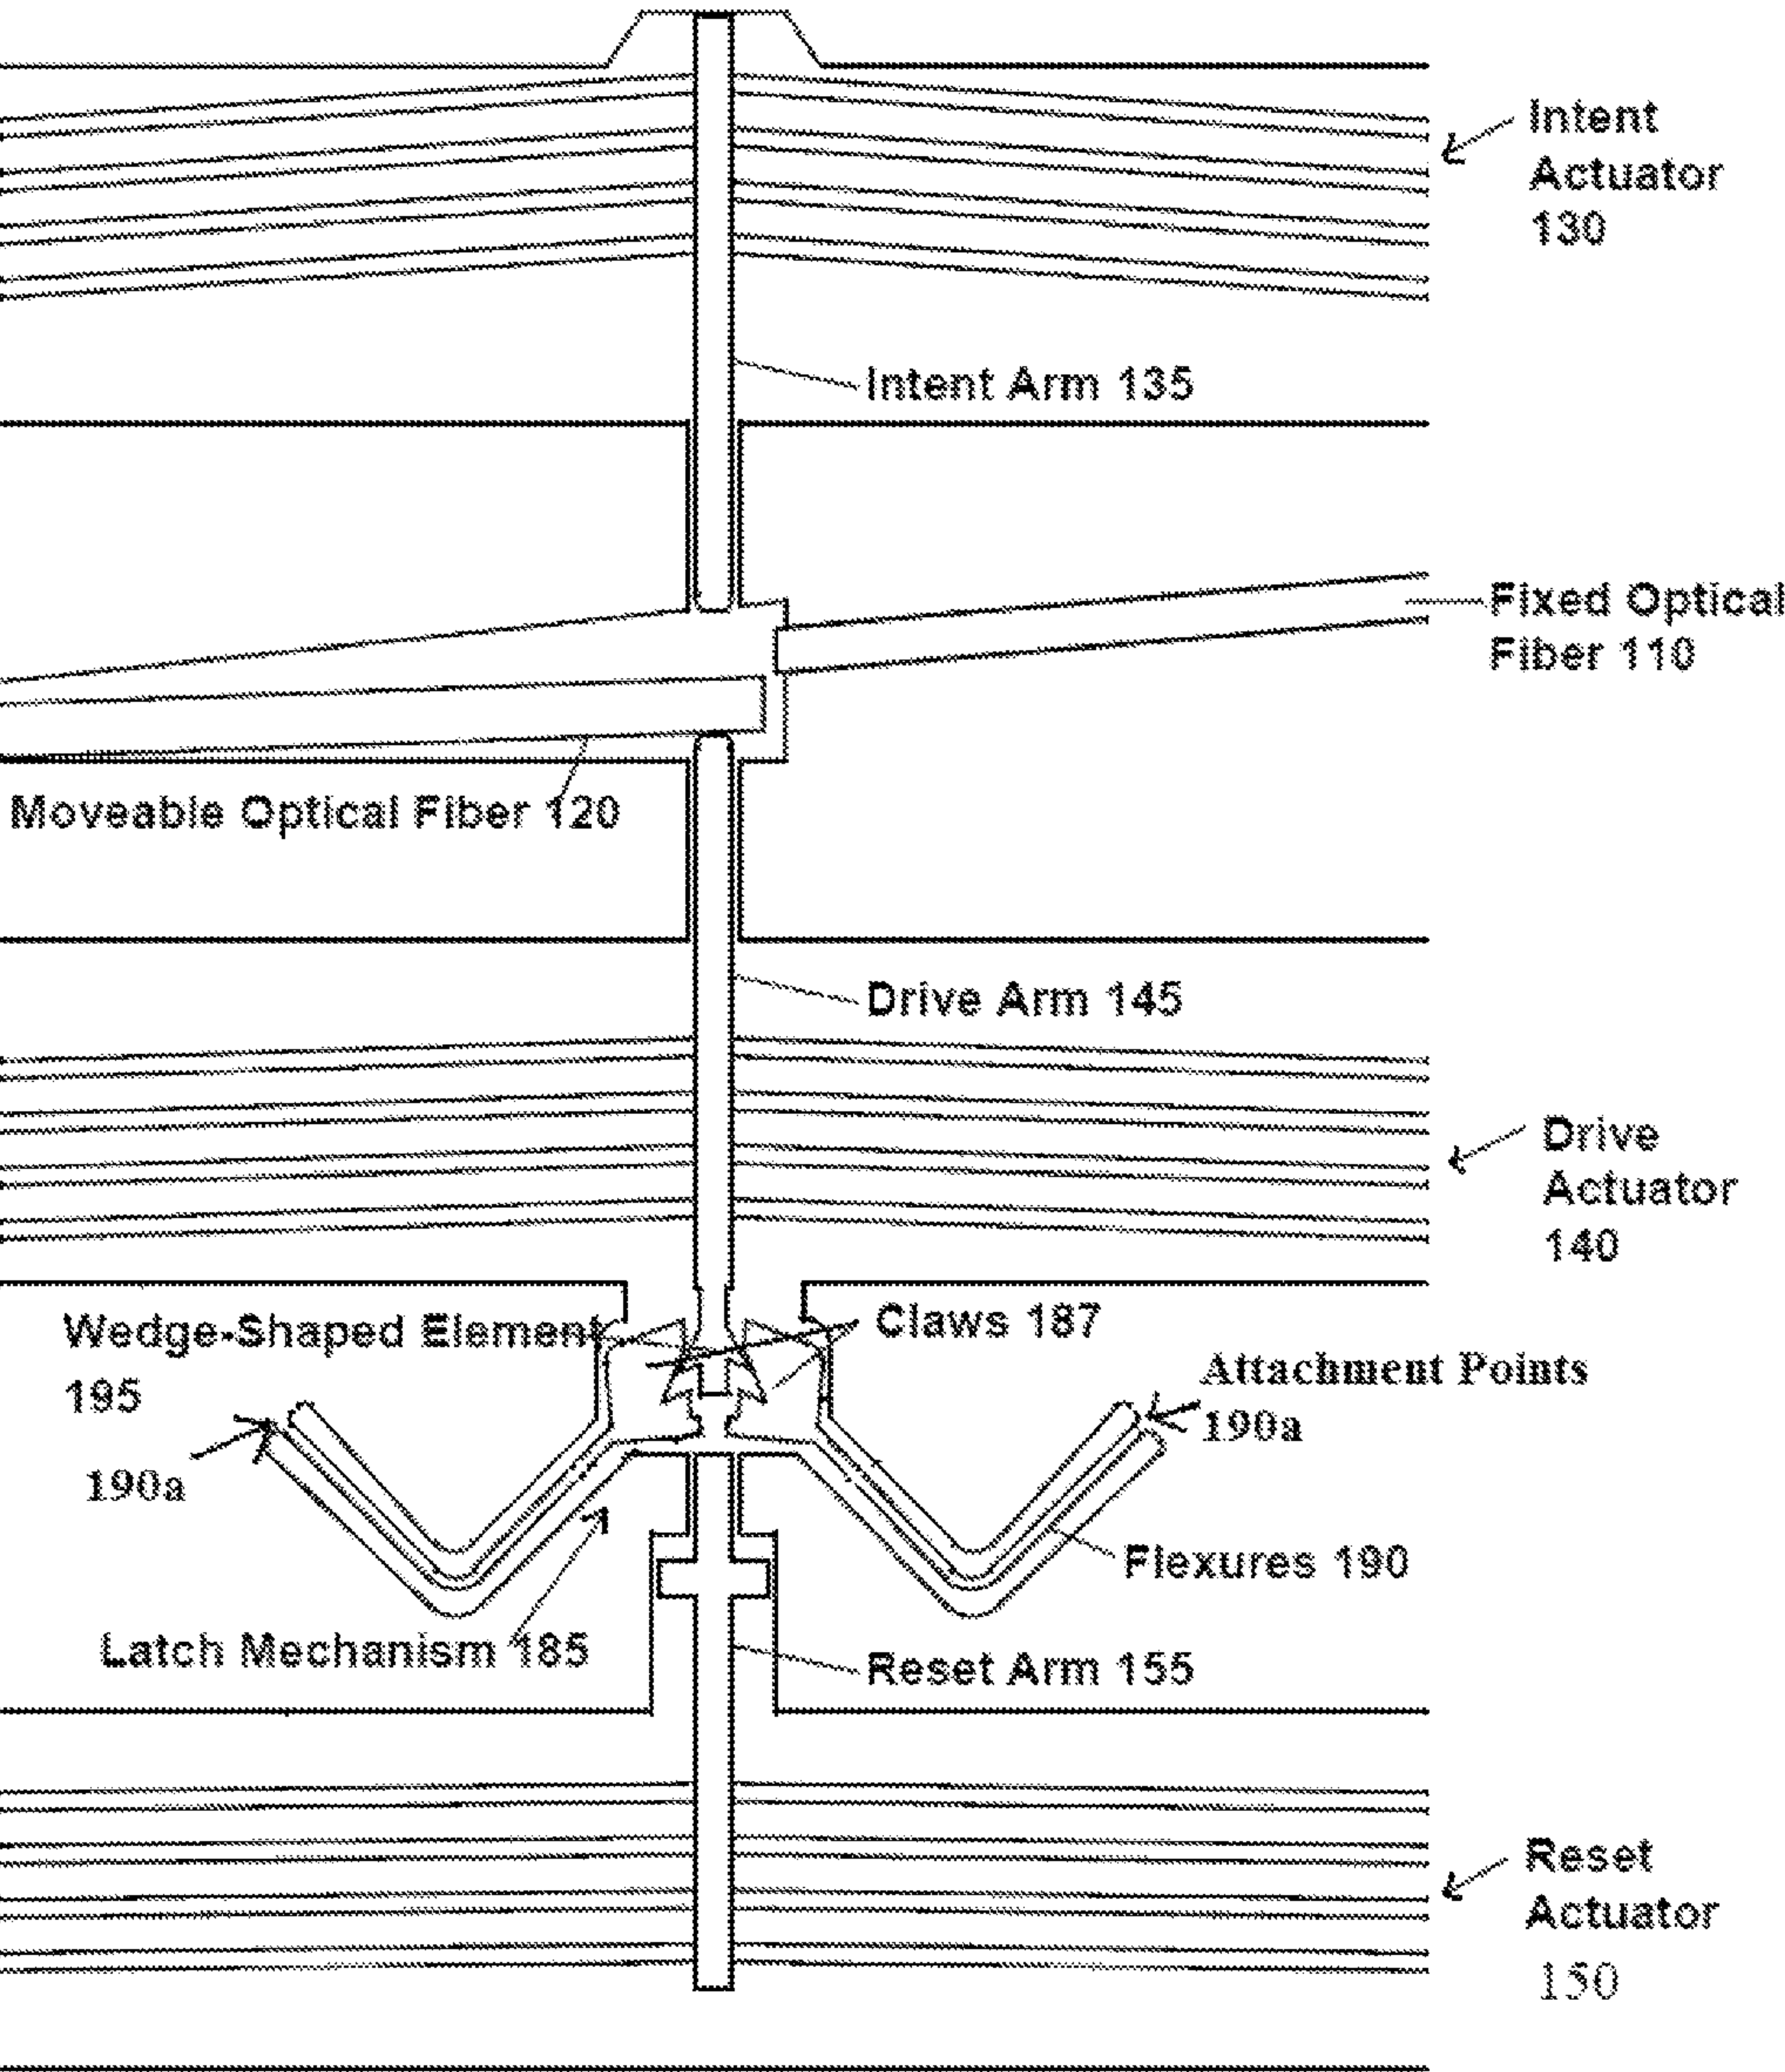 Intent
Actuator
130
Intent Arm 135
Fixed Optical
Fiber 110
Moveable Optical Fiber 120
Drive Arm 145
Drive
Actuator
140
Wedge-Shaped Element
195
Claws 187
Attachment Points
190a
190a
Flexures 190
Latch Mechanism 185
Reset Arm 155
Reset
Actuator
150